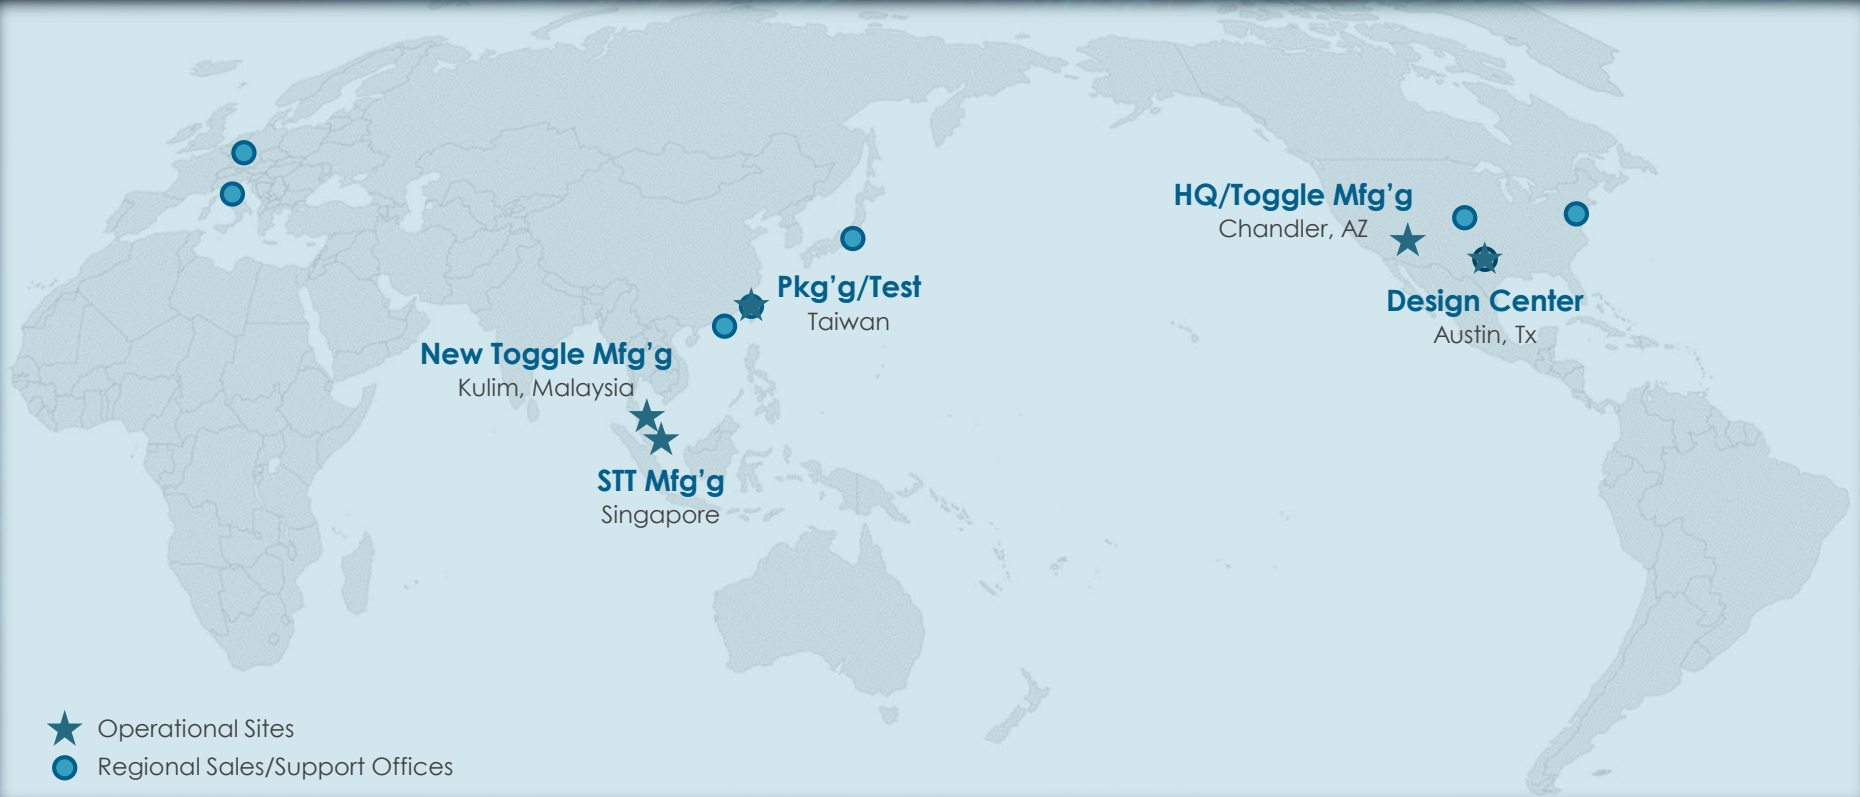 HQ/Toggle Mfg’g
Chandler, AZ
Pkg’g/Test
Taiwan
Design Center
Austin, Tx
New Toggle Mfg’g
Kulim, Malaysia
STT Mfg’g
Singapore
Operational Sites
Regional Sales/Support Offices